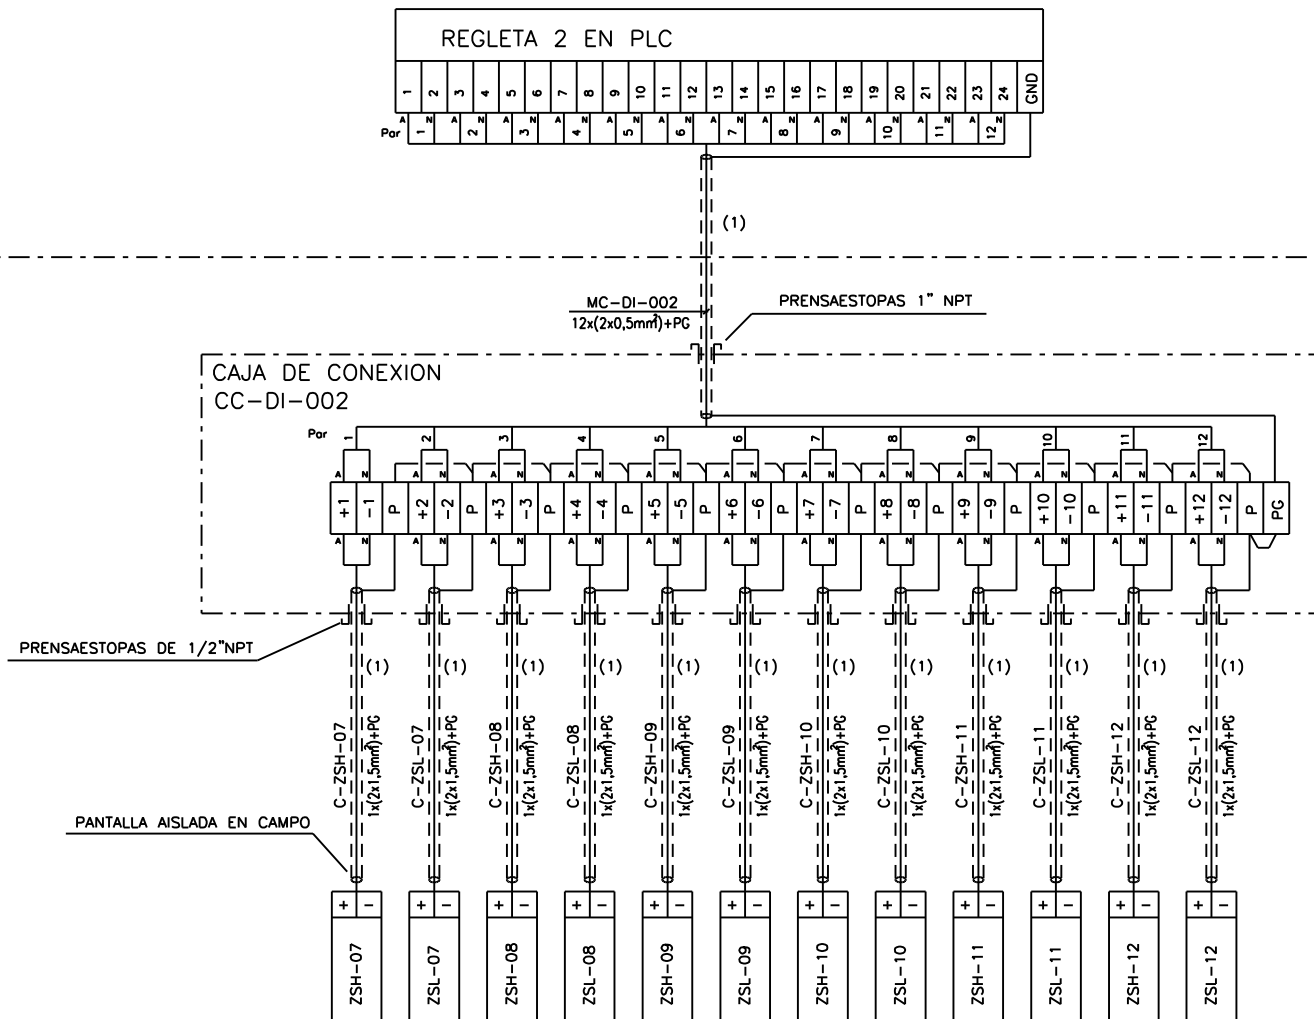 REGLETA 2 EN PLC
1 2 3 4 5 6 7 8 9 10 11 12 13 14 15 16 17 18 19 20 21 22 23 24 GND
A N A N A N A N A N A N A N A N A N A N A N A N
Par 1 2 3 4 5 6 7 8 9 10 11 12
(1)
MC-DI-002
12x(2x0,5mm²)+PG
PRENSAESTOPAS 1" NPT
CAJA DE CONEXION
CC-DI-002
Par 1 2 3 4 5 6 7 8 9 10 11 12
A N A N A N A N A N A N A N A N A N A N A N A N
+1 -1 P +2 -2 P +3 -3 P +4 -4 P +5 -5 P +6 -6 P +7 -7 P +8 -8 P +9 -9 P +10 -10 P +11 -11 P +12 -12 P PG
A N A N A N A N A N A N A N A N A N A N A N A N
PRENSAESTOPAS DE 1/2"NPT
(1) (1) (1) (1) (1) (1) (1) (1) (1) (1) (1) (1)
C-ZSH-07
1x(2x1,5mm²)+PG
C-ZSL-07
1x(2x1,5mm²)+PG
C-ZSH-08
1x(2x1,5mm²)+PG
C-ZSL-08
1x(2x1,5mm²)+PG
C-ZSH-09
1x(2x1,5mm²)+PG
C-ZSL-09
1x(2x1,5mm²)+PG
C-ZSH-10
1x(2x1,5mm²)+PG
C-ZSL-10
1x(2x1,5mm²)+PG
C-ZSH-11
1x(2x1,5mm²)+PG
C-ZSL-11
1x(2x1,5mm²)+PG
C-ZSH-12
1x(2x1,5mm²)+PG
C-ZSL-12
1x(2x1,5mm²)+PG
PANTALLA AISLADA EN CAMPO
+ - + - + - + - + - + - + - + - + - + - + - + -
ZSH-07 ZSL-07 ZSH-08 ZSL-08 ZSH-09 ZSL-09 ZSH-10 ZSL-10 ZSH-11 ZSL-11 ZSH-12 ZSL-12